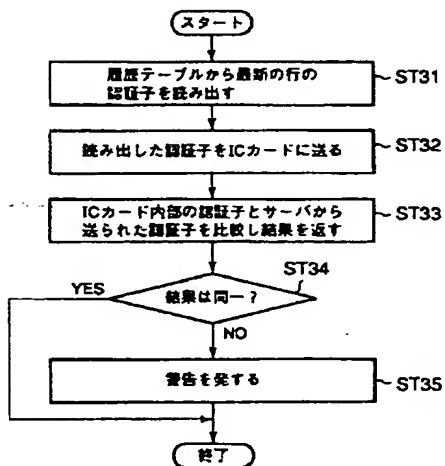 スタート
履歴テーブルから最新の行の
認証子を読み出す
ST31
読み出した認証子をICカードに送る
ST32
ICカード内部の認証子とサーバから
送られた認証子を比較し結果を返す
ST33
ST34
結果は同一？
YES
NO
警告を発する
ST35
終了